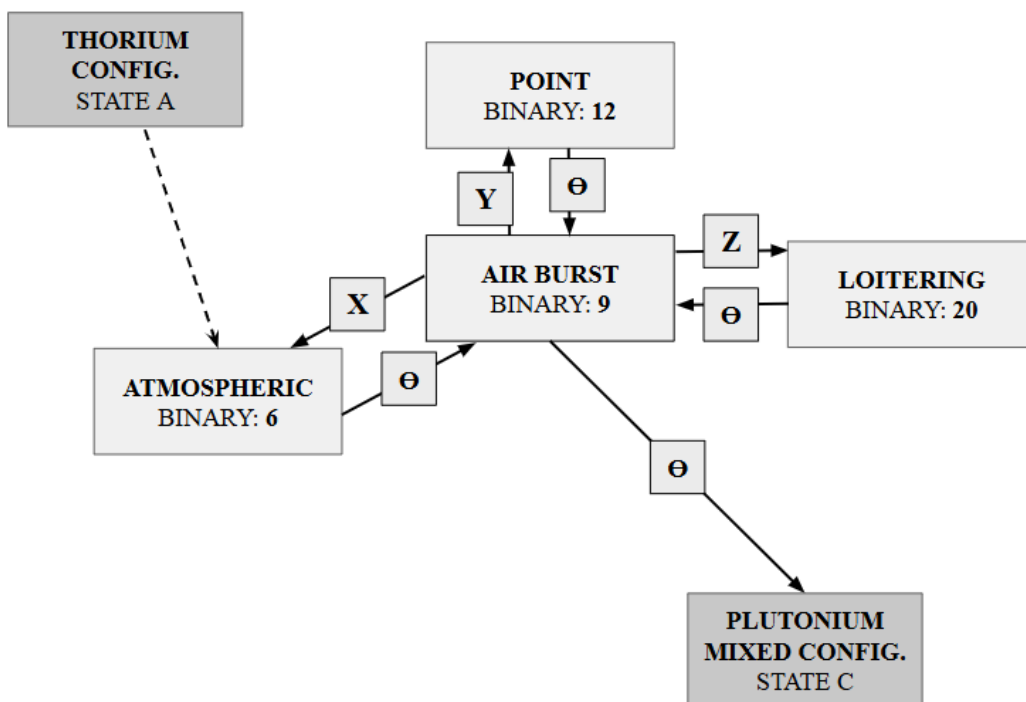 THORIUM
CONFIG.
STATE A
POINT
BINARY: 12
Y
Ɵ
AIR BURST
BINARY: 9
Z
Ɵ
LOITERING
BINARY: 20
X
Ɵ
ATMOSPHERIC
BINARY: 6
Ɵ
PLUTONIUM
MIXED CONFIG.
STATE C